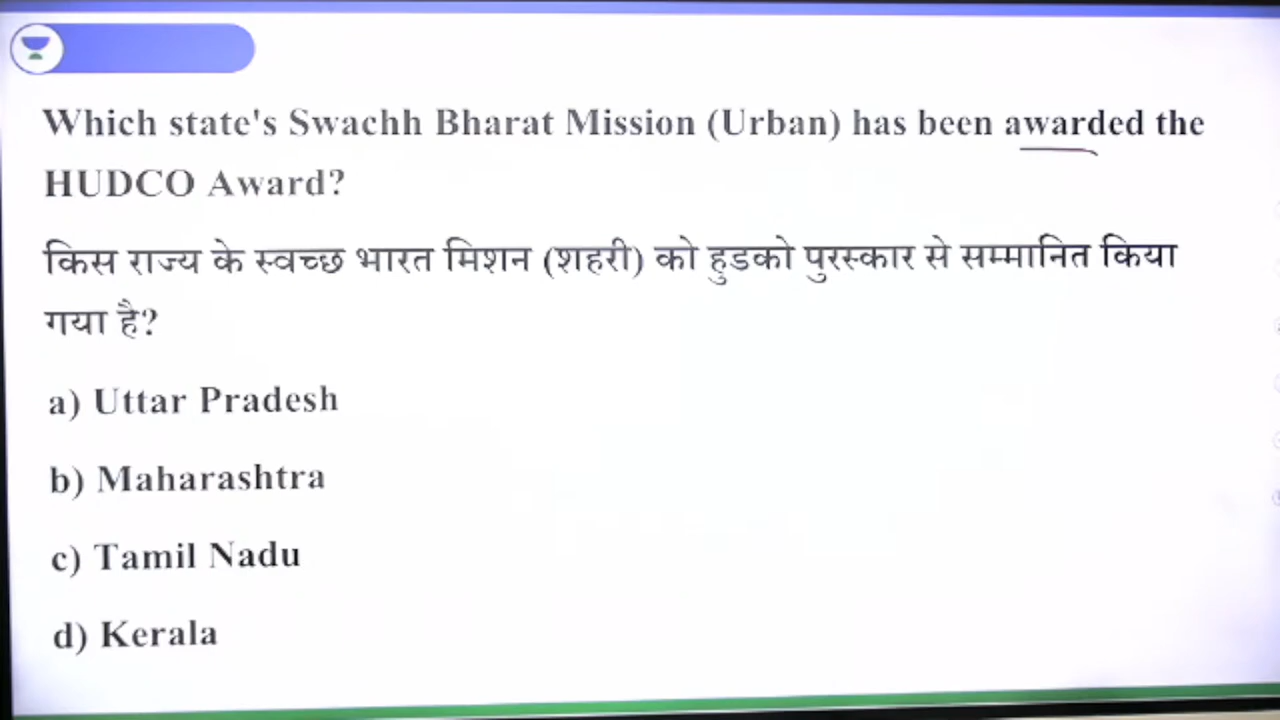 Which state's Swachh Bharat Mission (Urban) has been awarded the
HUDCO Award?
किस राज्य के स्वच्छ भारत मिशन (शहरी) को हुडको पुरस्कार से सम्मानित किया
गया है?
a) Uttar Pradesh
b) Maharashtra
c) Tamil Nadu
d) Kerala